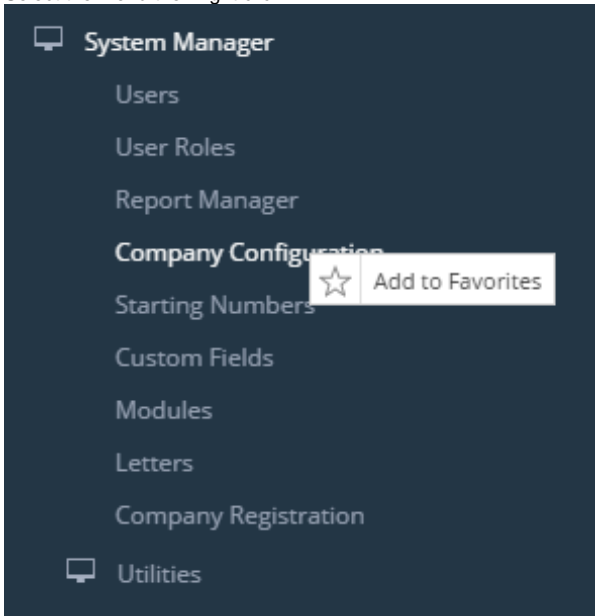 System Manager
Users
User Roles
Report Manager
Company Configuration
Add to Favorites
Starting Numbers
Custom Fields
Modules
Letters
Company Registration
Utilities